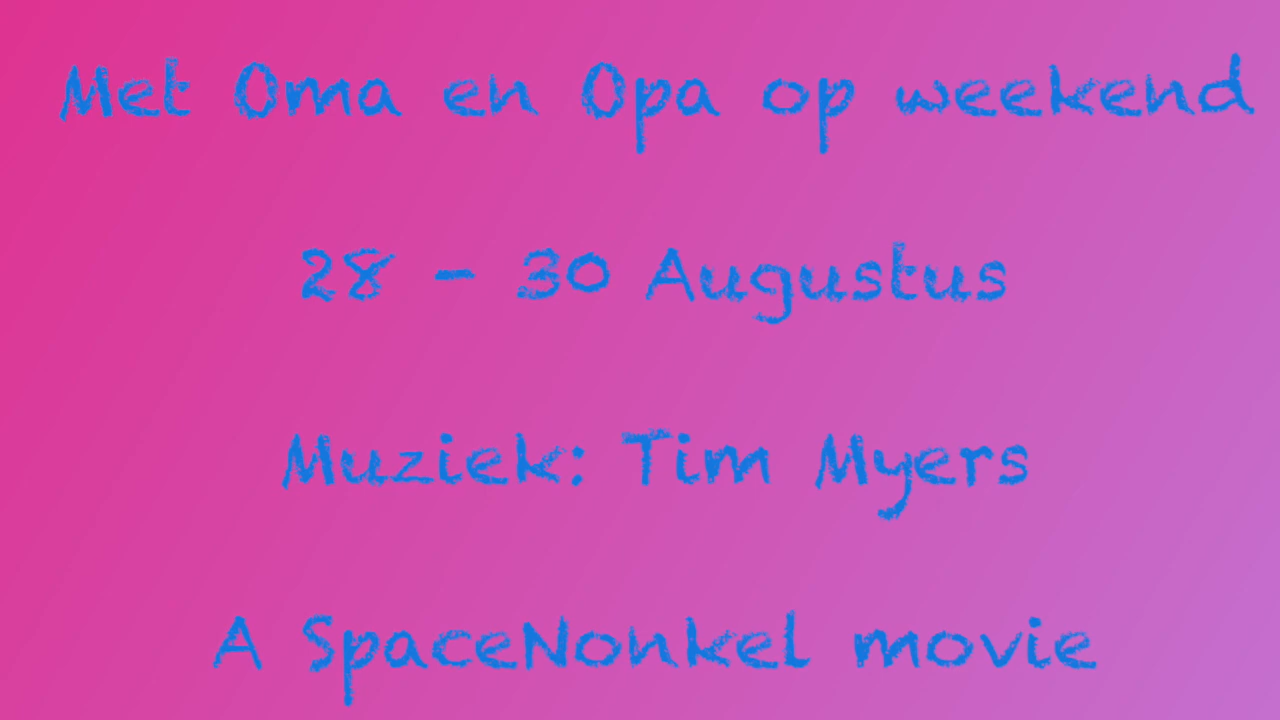 Met Oma en Opa op weekend
28 - 30 Augustus
Muziek: Tim Myers
A SpaceNonkel movie